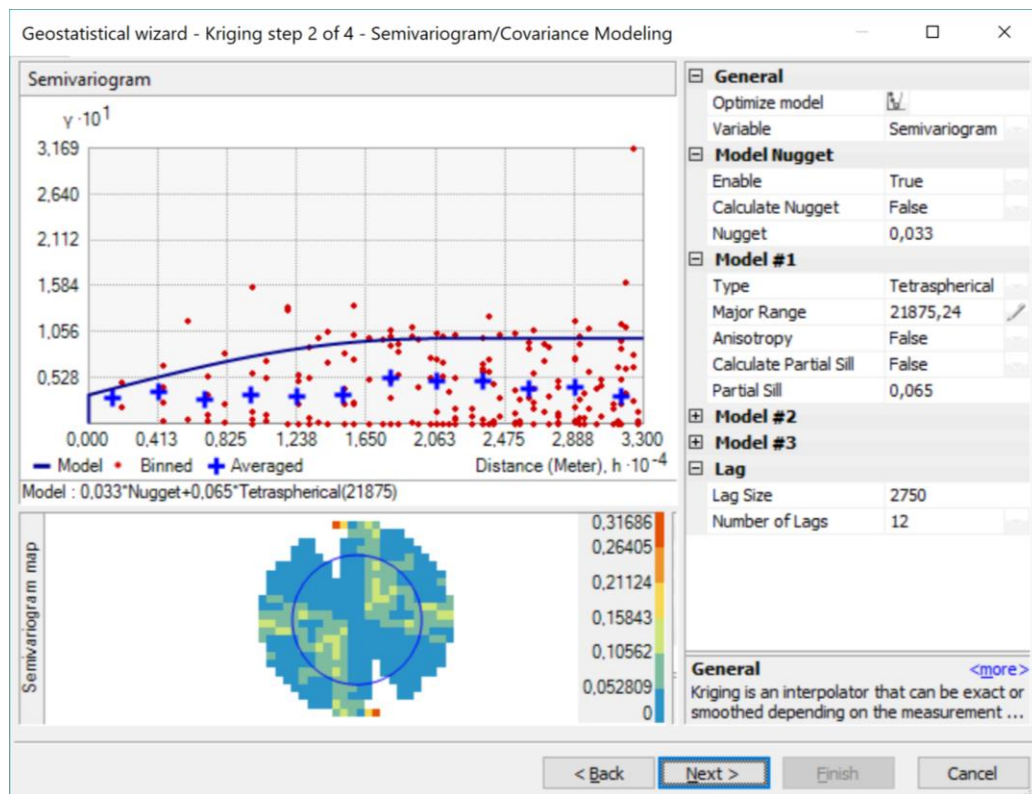 Geostatistical wizard - Kriging step 2 of 4 - Semivariogram/Covariance Modeling
Semivariogram
γ ·10¹
3,169
2,640
2,112
1,584
1,056
0,528
0,000 0,413 0,825 1,238 1,650 2,063 2,475 2,888 3,300
Model Binned Averaged Distance (Meter), h ·10⁻⁴
Model : 0,033*Nugget+0,065*Tetraspherical(21875)
Semivariogram map
0,31686
0,26405
0,21124
0,15843
0,10562
0,052809
0
General
Optimize model
Variable Semivariogram
Model Nugget
Enable True
Calculate Nugget False
Nugget 0,033
Model #1
Type Tetraspherical
Major Range 21875,24
Anisotropy False
Calculate Partial Sill False
Partial Sill 0,065
Model #2
Model #3
Lag
Lag Size 2750
Number of Lags 12
General <more>
Kriging is an interpolator that can be exact or
smoothed depending on the measurement ...
< Back Next > Finish Cancel